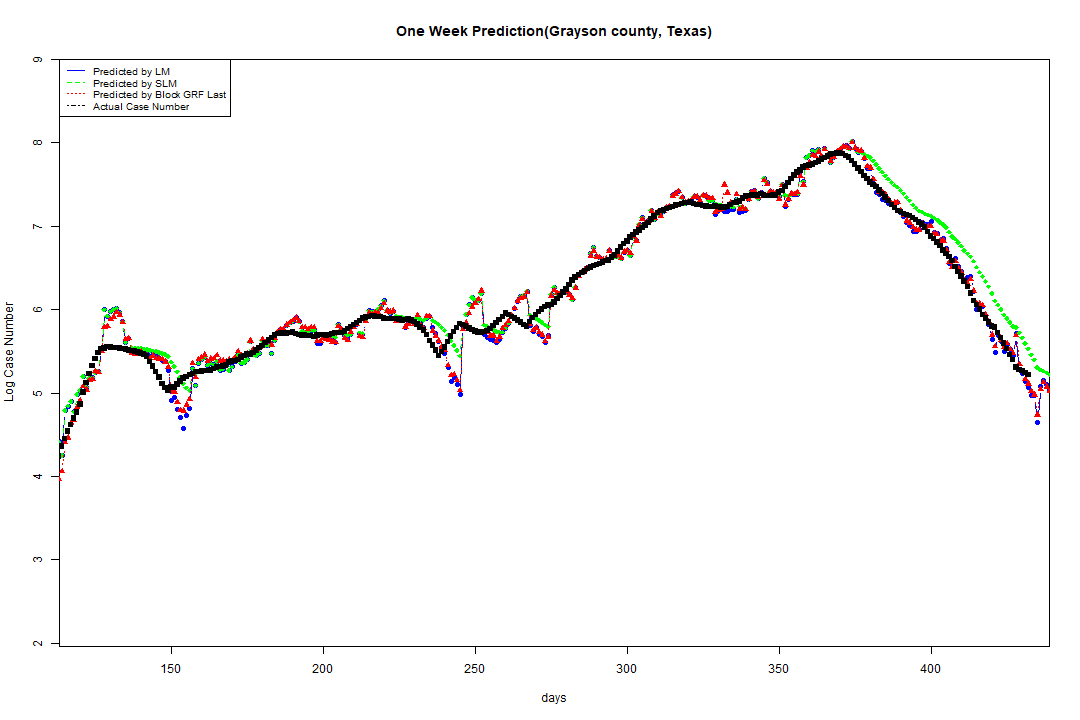 One Week Prediction(Grayson county, Texas)
Predicted by LM
Predicted by SLM
Predicted by Block GRF Last
Actual Case Number
9
8
7
6
5
4
3
2
Log Case Number
150 200 250 300 350 400
days